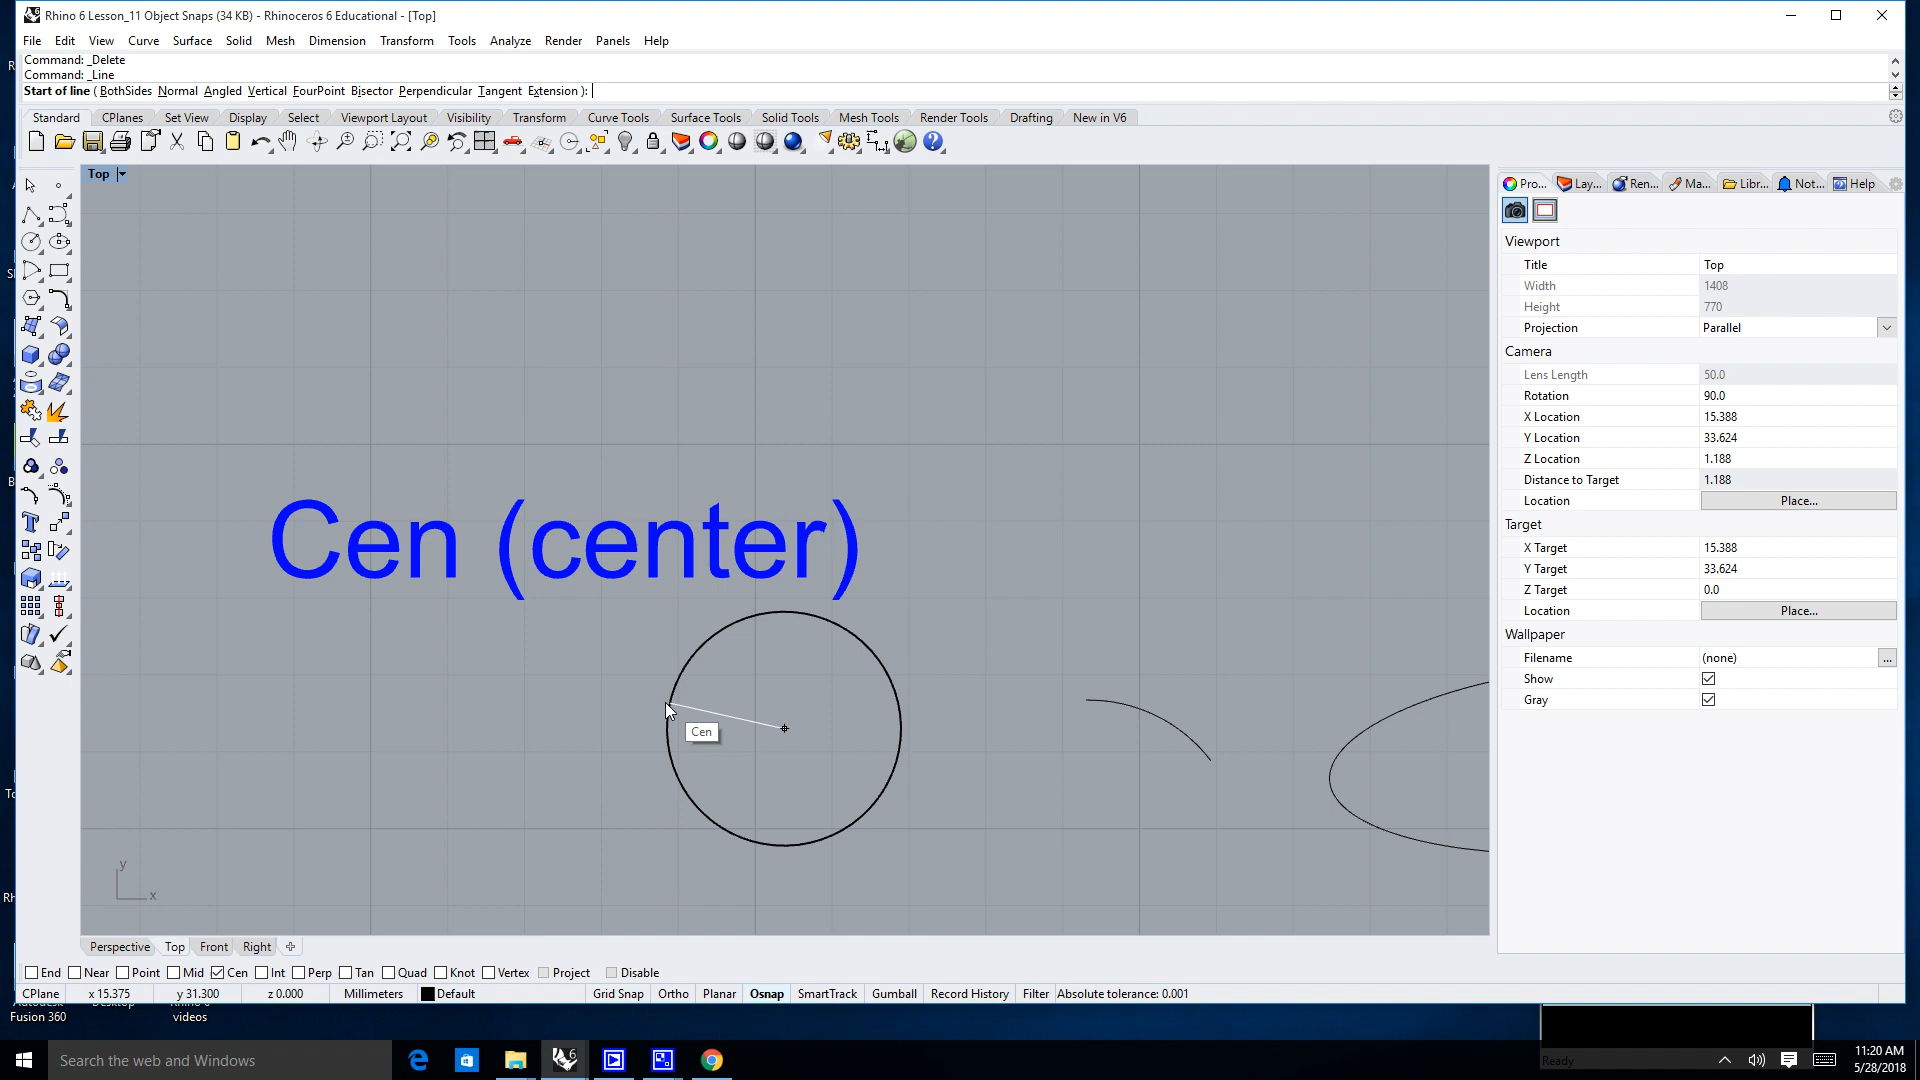 Rhino 6 Lesson_11 Object Snaps (34 KB) - Rhinoceros 6 Educational - [Top]
File Edit View Curve Surface Solid Mesh Dimension Transform Tools Analyze Render Panels Help
Command: _Delete
Command: _Line
Start of line ( BothSides Normal Angled Vertical FourPoint Bisector Perpendicular Tangent Extension ):
Standard CPlanes Set View Display Select Viewport Layout Visibility Transform Curve Tools Surface Tools Solid Tools Mesh Tools Render Tools Drafting New in V6
Top
Pro... Lay... Ren... Ma... Libr... Not... Help
Viewport
Title Top
Width 1408
Height 770
Projection Parallel
Camera
Lens Length 50.0
Rotation 90.0
X Location 15.388
Y Location 33.624
Z Location 1.188
Distance to Target 1.188
Location Place...
Target
X Target 15.388
Y Target 33.624
Z Target 0.0
Location Place...
Wallpaper
Filename (none) ...
Show
Gray
Cen (center)
Cen
y
x
Perspective Top Front Right
End Near Point Mid Cen Int Perp Tan Quad Knot Vertex Project Disable
CPlane x 15.375 y 31.300 z 0.000 Millimeters Default Grid Snap Ortho Planar Osnap SmartTrack Gumball Record History Filter Absolute tolerance: 0.001
Fusion 360
videos
Search the web and Windows
Ready
11:20 AM
5/28/2018